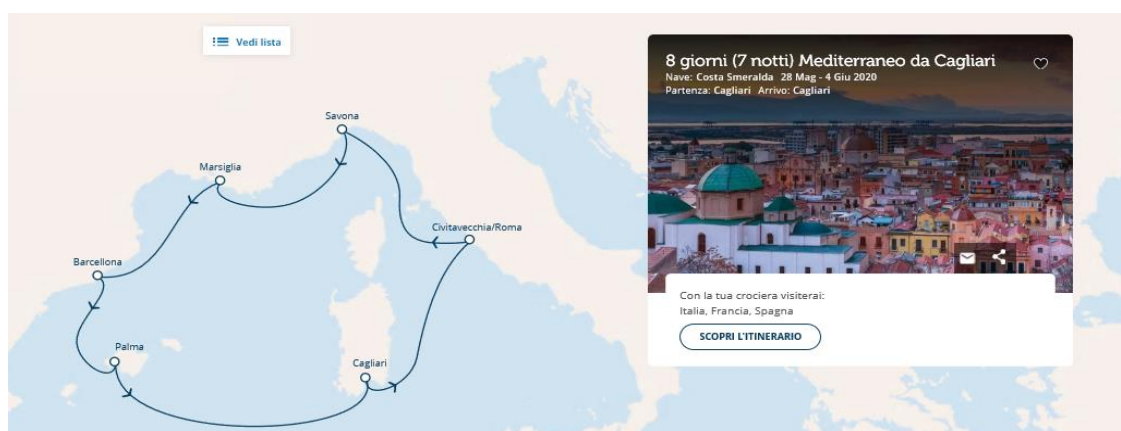 Vedi lista
Savona
Marsiglia
Civitavecchia/Roma
Barcellona
Palma
Cagliari
8 giorni (7 notti) Mediterraneo da Cagliari
Nave: Costa Smeralda 28 Mag - 4 Giu 2020
Partenza: Cagliari Arrivo: Cagliari
Con la tua crociera visiterai:
Italia, Francia, Spagna
SCOPRI L'ITINERARIO